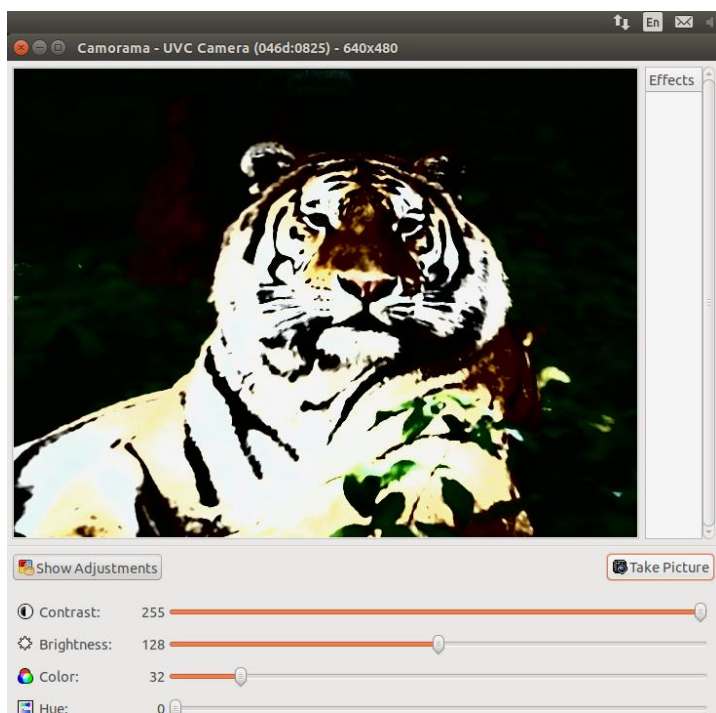 En
Camorama - UVC Camera (046d:0825) - 640x480
Effects
Show Adjustments
Take Picture
Contrast: 255
Brightness: 128
Color: 32
Hue: 0